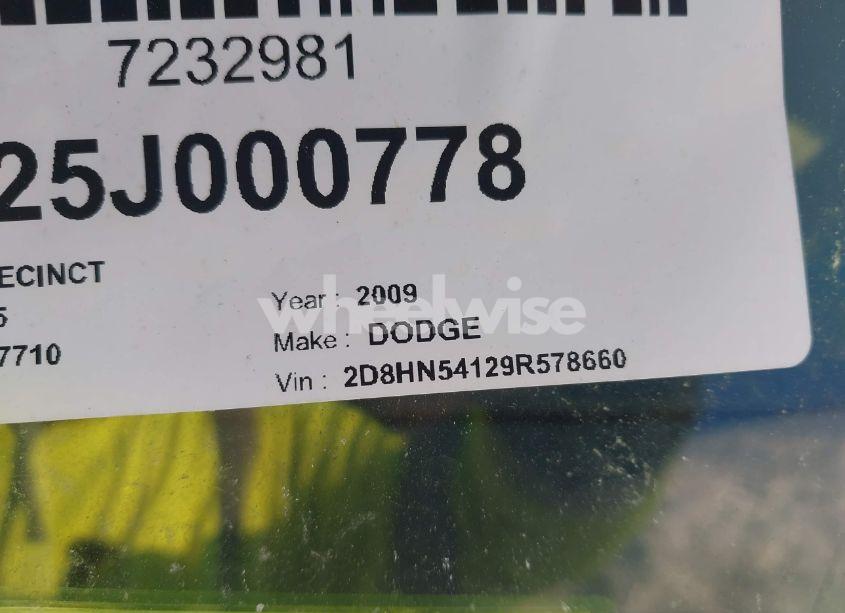 7232981
25J000778
ECINCT
5
7710
Year : 2009
Make : DODGE
Vin : 2D8HN54129R578660
wheelwise